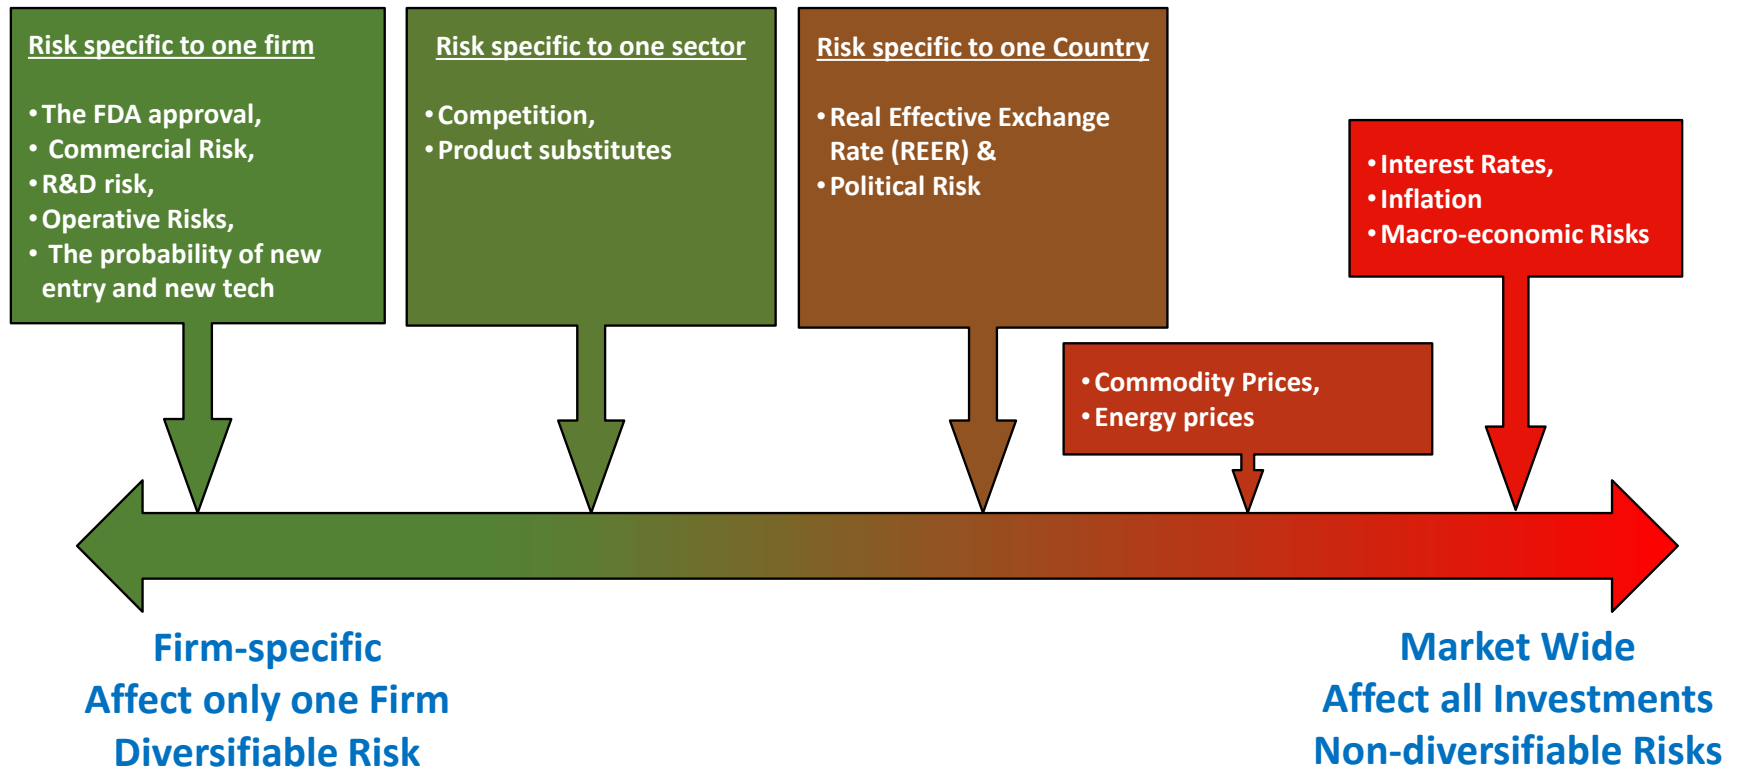 Risk specific to one firm
• The FDA approval,
• Commercial Risk,
• R&D risk,
• Operative Risks,
• The probability of new
entry and new tech
Risk specific to one sector
• Competition,
• Product substitutes
Risk specific to one Country
• Real Effective Exchange
Rate (REER) &
• Political Risk
• Commodity Prices,
• Energy prices
• Interest Rates,
• Inflation
• Macro-economic Risks
Firm-specific
Affect only one Firm
Diversifiable Risk
Market Wide
Affect all Investments
Non-diversifiable Risks